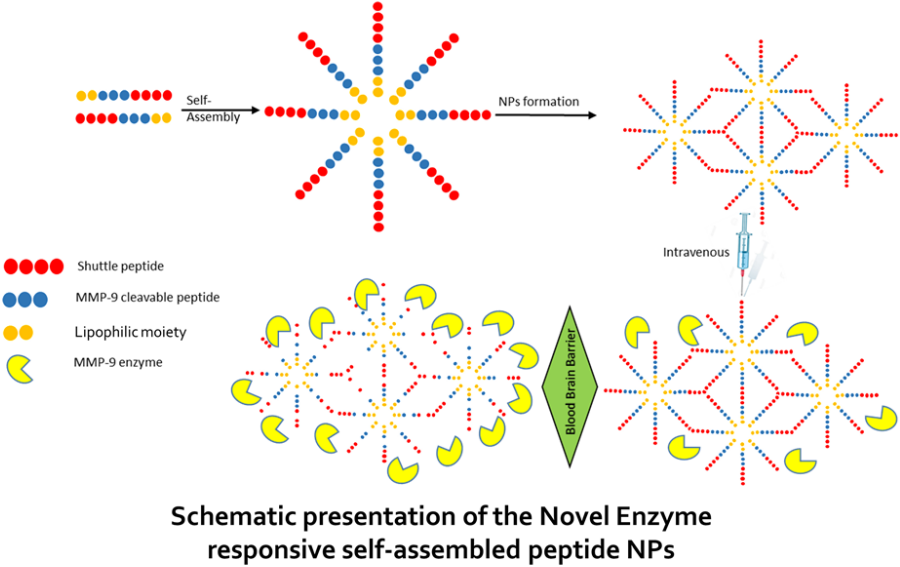 Self-
Assembly
NPs formation
Intravenous
Shuttle peptide
MMP-9 cleavable peptide
Lipophilic moiety
MMP-9 enzyme
Blood Brain Barrier
Schematic presentation of the Novel Enzyme
responsive self-assembled peptide NPs